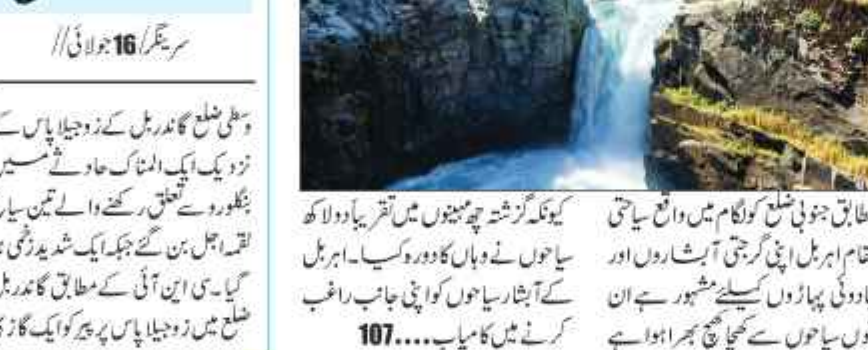 مطابق جنوبی ضلع کولگام میں واقع سیاحتی
مقام اہربل اپنی گرجتی آبشاروں اور
جادوئی پہاڑوں کیلئے مشہور ہے ان
دنوں سیاحوں سے کھچا کھچ بھرا ہوا ہے
کیونکہ گزشتہ چھ مہینوں میں تقریباً دو لاکھ
سیاحوں نے وہاں کا دورہ کیا۔ اہربل
کے آبشار سیاحوں کو اپنی جانب راغب
کرنے میں کامیاب....107
سرینگر/16 جولائی//
وسطی ضلع گاندربل کے زوجیلا پاس کے
نزدیک ایک المناک حادثے میں
بنگلورو سے تعلق رکھنے والے تین سیاح
لقمہ اجل بن گئے جبکہ ایک شدید زخمی
گیا۔ سی این آئی کے مطابق گاندربل
ضلع میں زوجیلا پاس پر پیر کو ایک گاڑی